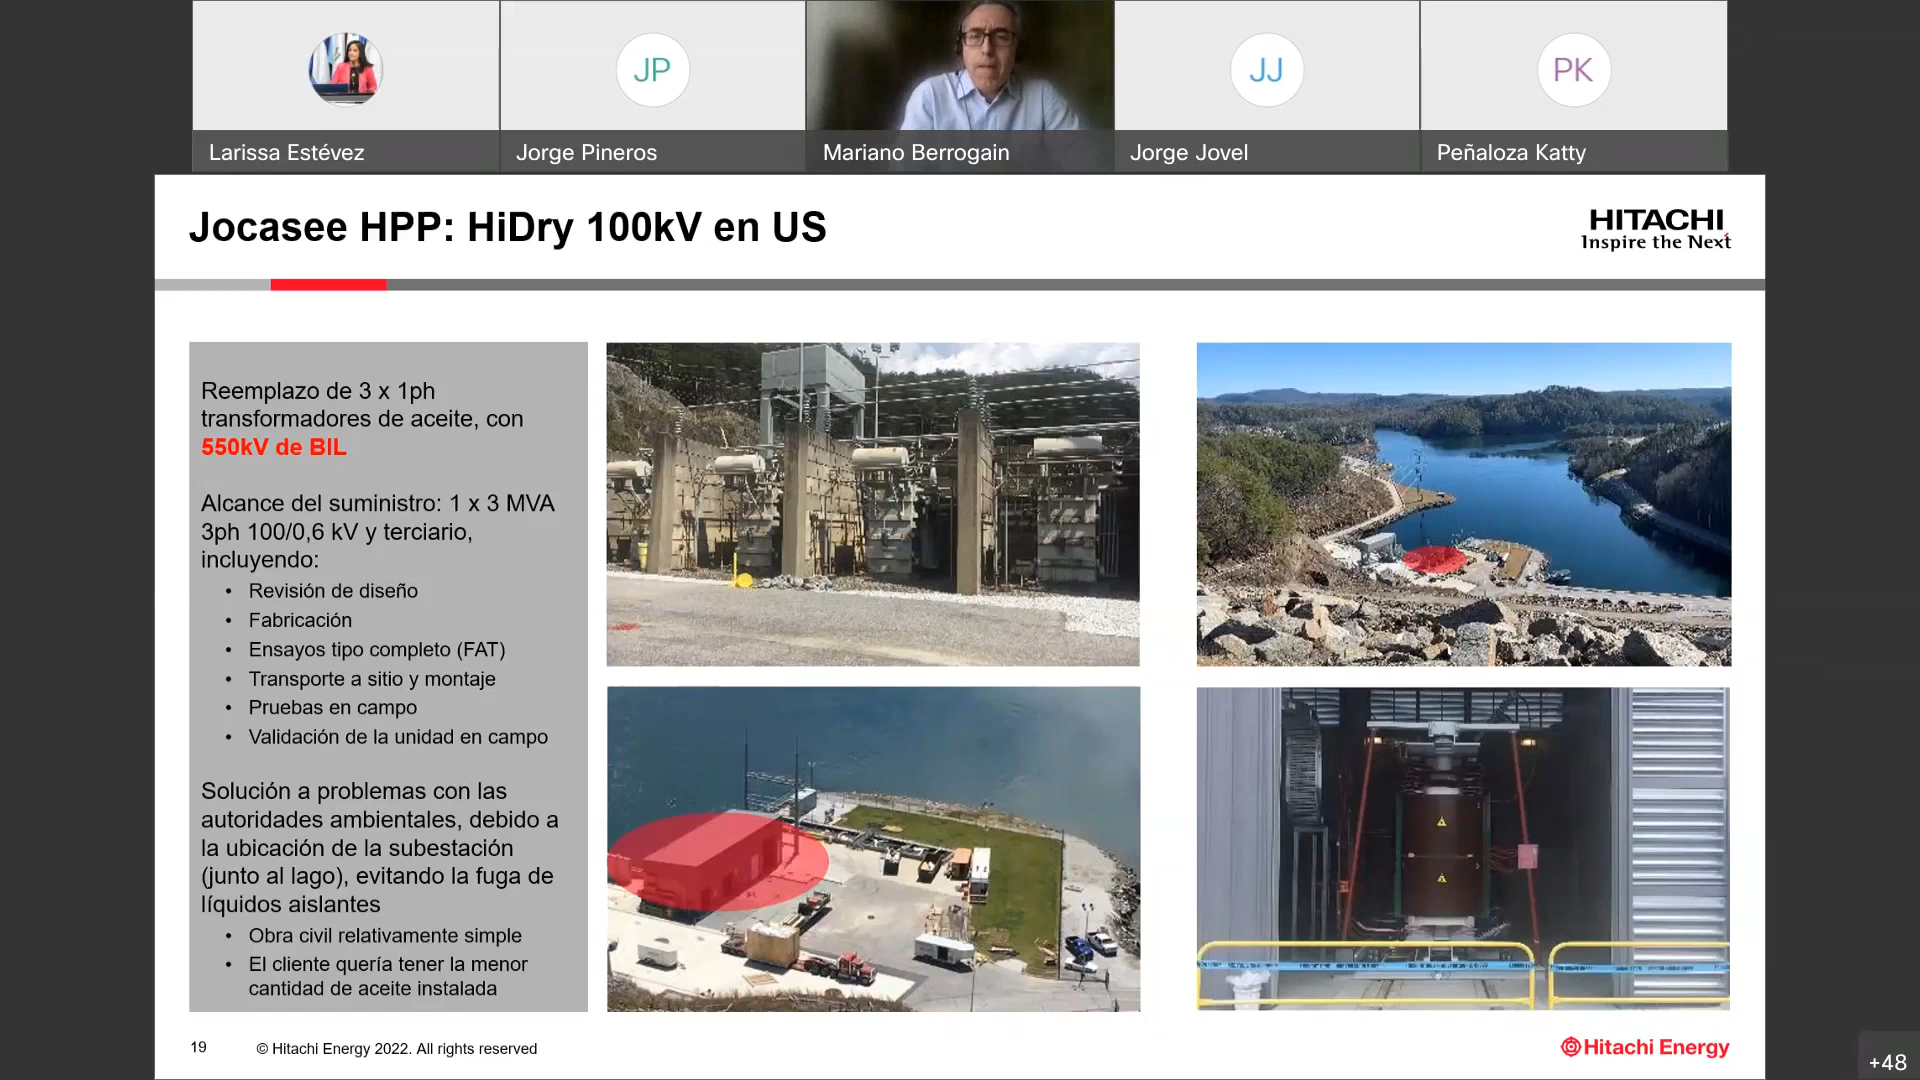 JP
JJ
PK
Larissa Estévez
Jorge Pineros
Mariano Berrogain
Jorge Jovel
Peñaloza Katty
Jocasee HPP: HiDry 100kV en US
HITACHI
Inspire the Next
Reemplazo de 3 x 1ph
transformadores de aceite, con
550kV de BIL
Alcance del suministro: 1 x 3 MVA
3ph 100/0,6 kV y terciario,
incluyendo:
• Revisión de diseño
• Fabricación
• Ensayos tipo completo (FAT)
• Transporte a sitio y montaje
• Pruebas en campo
• Validación de la unidad en campo
Solución a problemas con las
autoridades ambientales, debido a
la ubicación de la subestación
(junto al lago), evitando la fuga de
líquidos aislantes
• Obra civil relativamente simple
• El cliente quería tener la menor
cantidad de aceite instalada
19
© Hitachi Energy 2022. All rights reserved
Hitachi Energy
+48